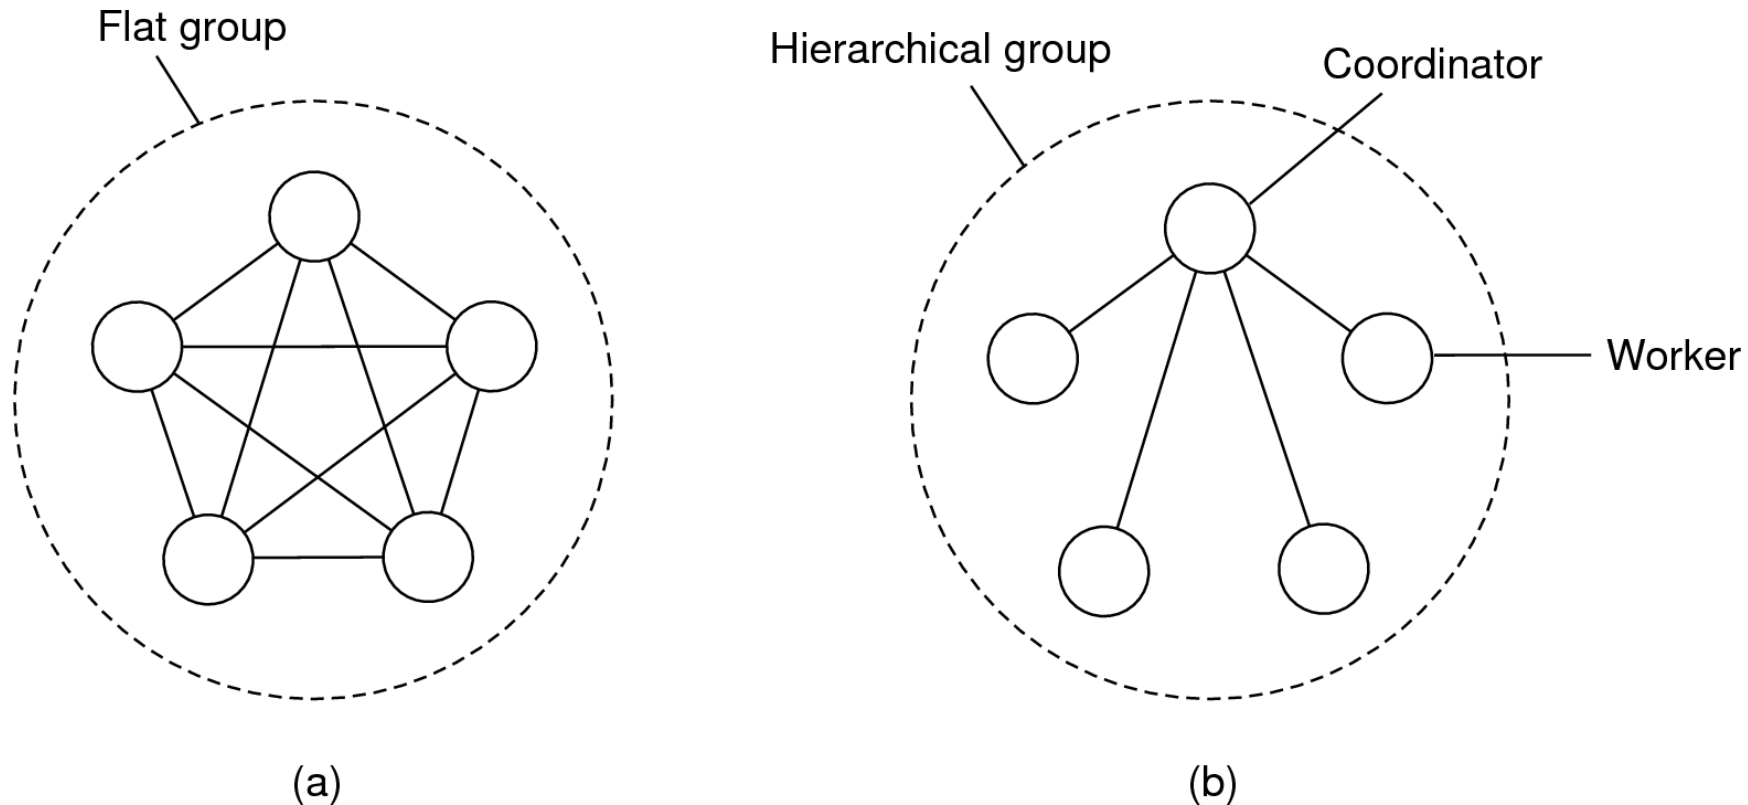 Flat group
Hierarchical group
Coordinator
Worker
(a)
(b)